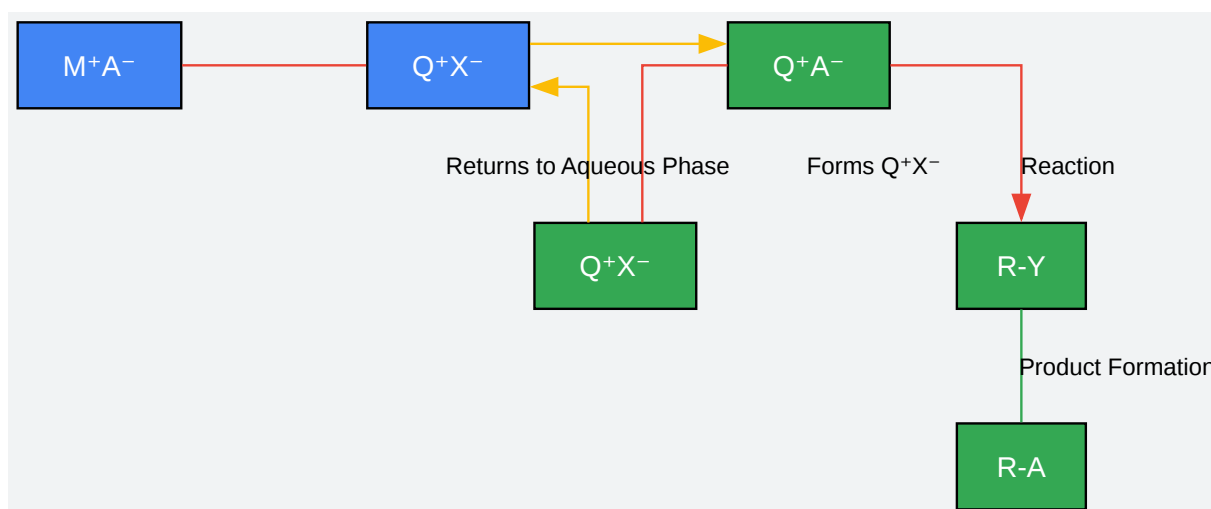 M⁺A⁻
Q⁺X⁻
Q⁺A⁻
Returns to Aqueous Phase
Forms Q⁺X⁻
Reaction
Q⁺X⁻
R-Y
Product Formation
R-A